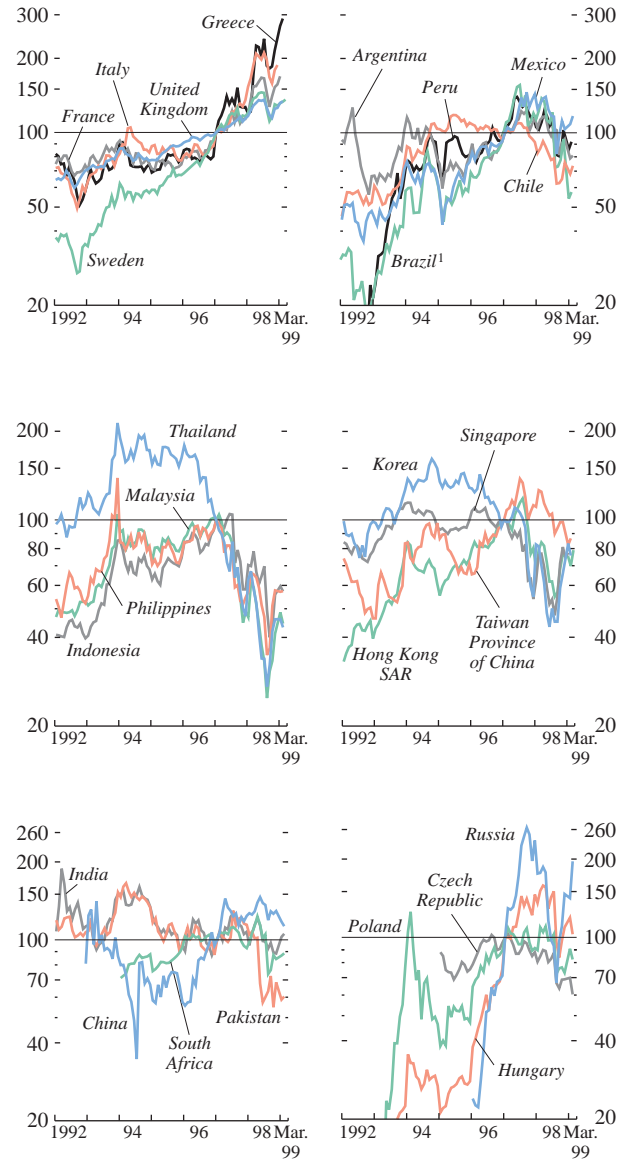 300
200
150
100
50
20
Greece
Italy
United
Kingdom
France
Sweden
1992
94
96
98
Mar.
99
300
200
150
100
50
20
Argentina
Mexico
Peru
Chile
Brazil¹
1992
94
96
98
Mar.
99
200
150
100
80
60
40
20
Thailand
Malaysia
Philippines
Indonesia
1992
94
96
98
Mar.
99
200
150
100
80
60
40
20
Singapore
Korea
Taiwan
Province
of China
Hong Kong
SAR
1992
94
96
98
Mar.
99
260
200
150
100
70
40
20
India
China
South
Africa
Pakistan
1992
94
96
98
Mar.
99
260
200
150
100
70
40
20
Russia
Czech
Republic
Poland
Hungary
1992
94
96
98
Mar.
99